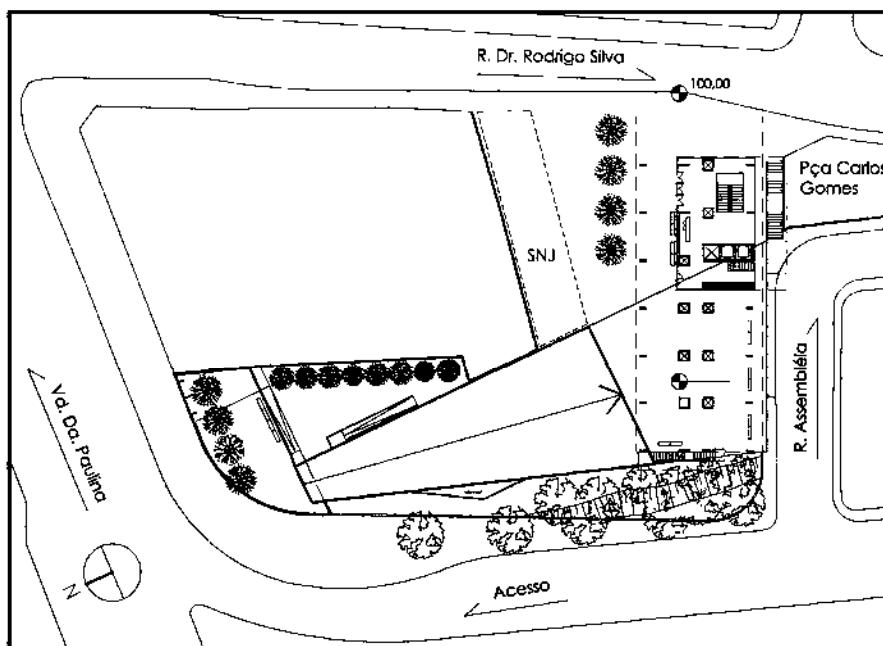 R. Dr. Rodrigo Silva
100,00
Pça Carlos
Gomes
SNJ
Vd. Da. Paulina
R. Assembléia
N
Acesso